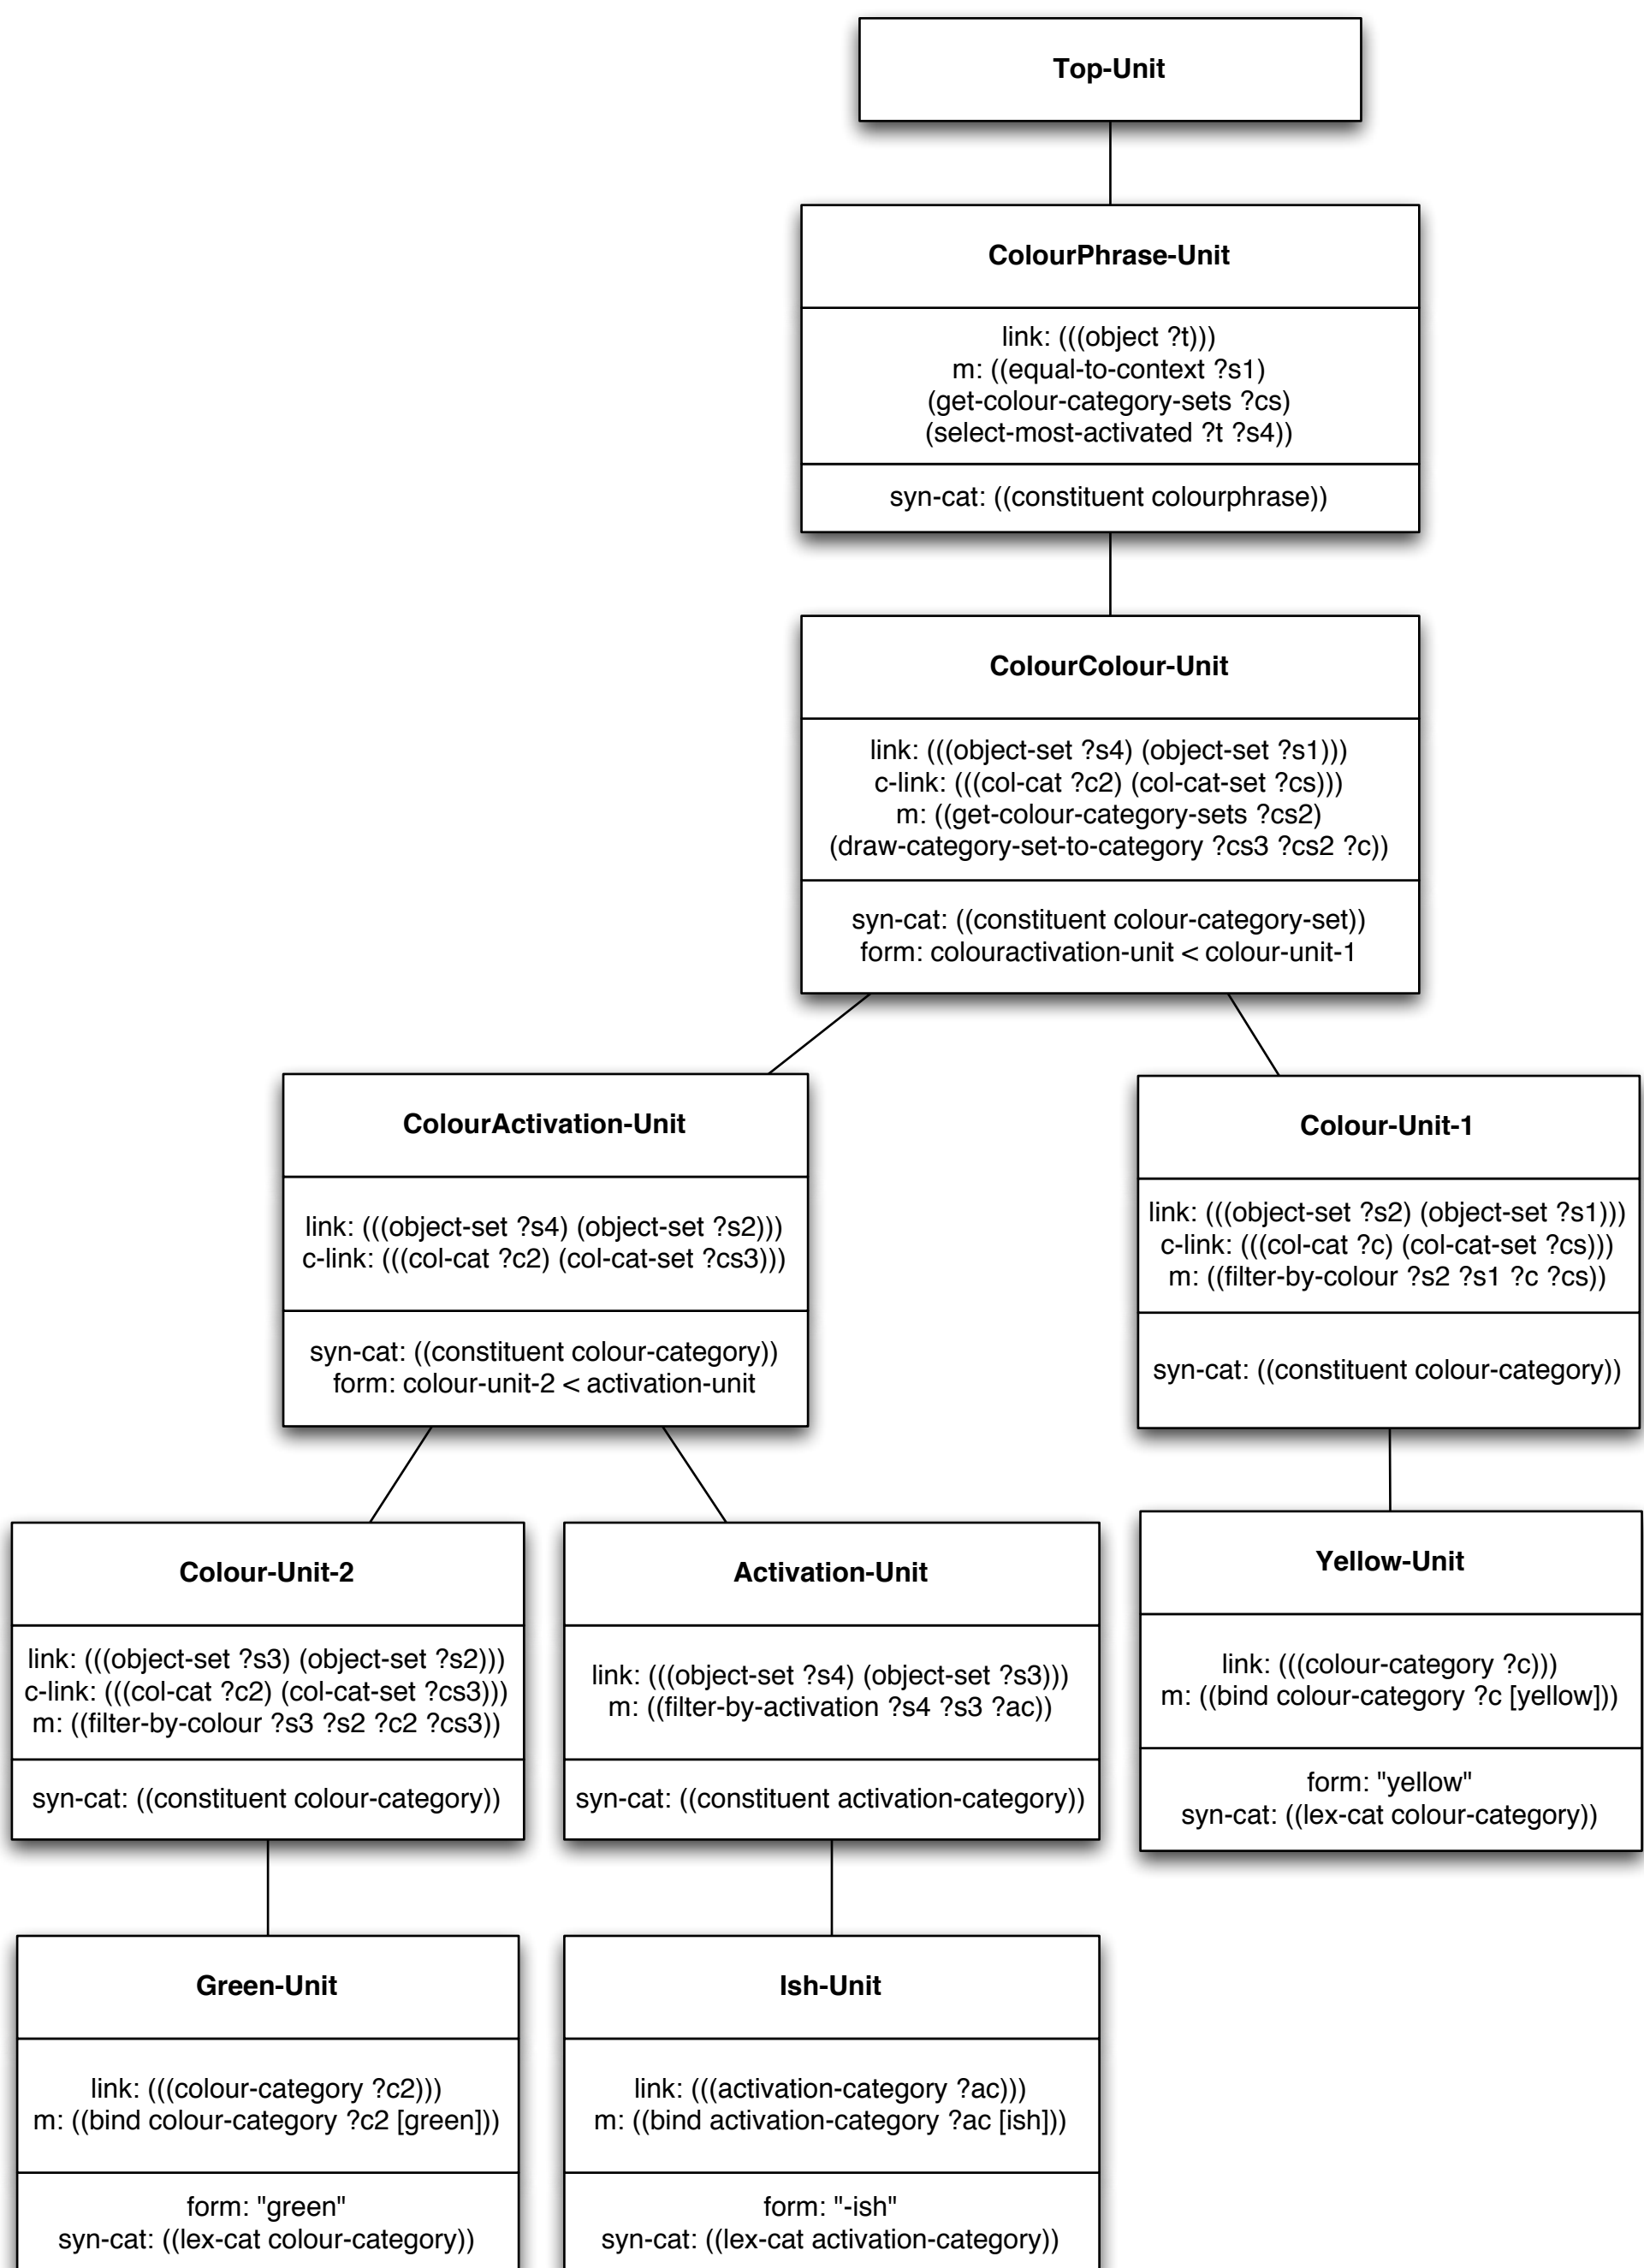 Top-Unit
ColourPhrase-Unit
link: (((object ?t)))
m: ((equal-to-context ?s1)
(get-colour-category-sets ?cs)
(select-most-activated ?t ?s4))
syn-cat: ((constituent colourphrase))
ColourColour-Unit
link: (((object-set ?s4) (object-set ?s1)))
c-link: (((col-cat ?c2) (col-cat-set ?cs)))
m: ((get-colour-category-sets ?cs2)
(draw-category-set-to-category ?cs3 ?cs2 ?c))
syn-cat: ((constituent colour-category-set))
form: colouractivation-unit < colour-unit-1
ColourActivation-Unit
link: (((object-set ?s4) (object-set ?s2)))
c-link: (((col-cat ?c2) (col-cat-set ?cs3)))
syn-cat: ((constituent colour-category))
form: colour-unit-2 < activation-unit
Colour-Unit-1
link: (((object-set ?s2) (object-set ?s1)))
c-link: (((col-cat ?c) (col-cat-set ?cs)))
m: ((filter-by-colour ?s2 ?s1 ?c ?cs))
syn-cat: ((constituent colour-category))
Colour-Unit-2
link: (((object-set ?s3) (object-set ?s2)))
c-link: (((col-cat ?c2) (col-cat-set ?cs3)))
m: ((filter-by-colour ?s3 ?s2 ?c2 ?cs3))
syn-cat: ((constituent colour-category))
Activation-Unit
link: (((object-set ?s4) (object-set ?s3)))
m: ((filter-by-activation ?s4 ?s3 ?ac))
syn-cat: ((constituent activation-category))
Yellow-Unit
link: (((colour-category ?c)))
m: ((bind colour-category ?c [yellow]))
form: "yellow"
syn-cat: ((lex-cat colour-category))
Green-Unit
link: (((colour-category ?c2)))
m: ((bind colour-category ?c2 [green]))
form: "green"
syn-cat: ((lex-cat colour-category))
Ish-Unit
link: (((activation-category ?ac)))
m: ((bind activation-category ?ac [ish]))
form: "-ish"
syn-cat: ((lex-cat activation-category))